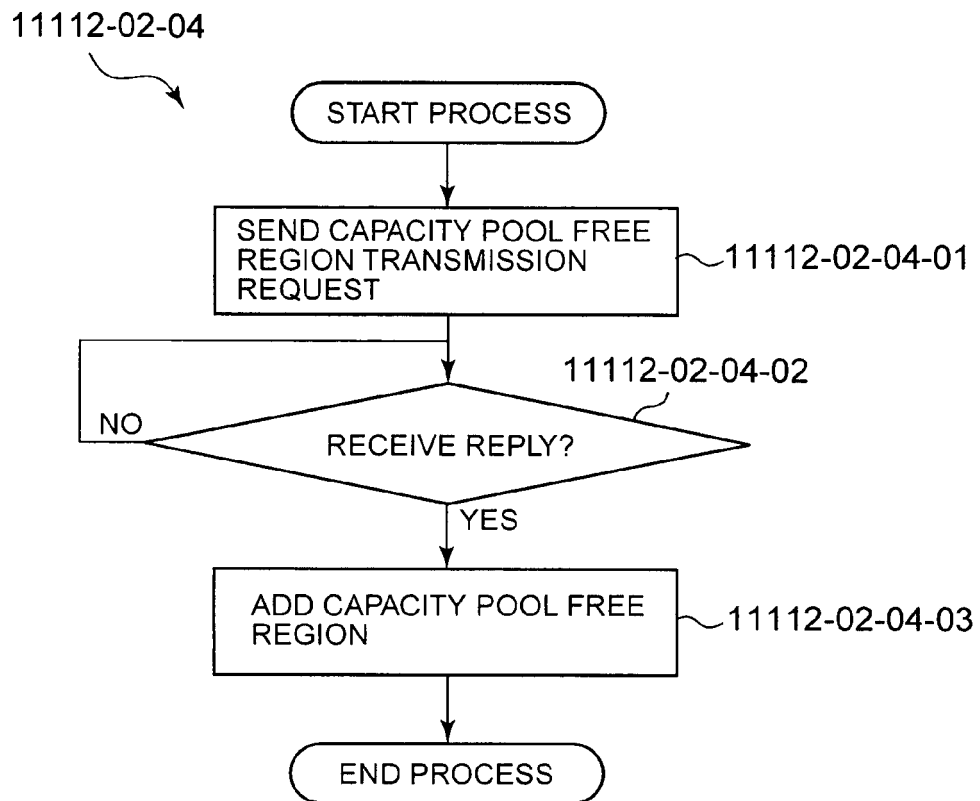 11112-02-04
START PROCESS
SEND CAPACITY POOL FREE
REGION TRANSMISSION
REQUEST
11112-02-04-01
11112-02-04-02
NO
RECEIVE REPLY?
YES
ADD CAPACITY POOL FREE
REGION
11112-02-04-03
END PROCESS